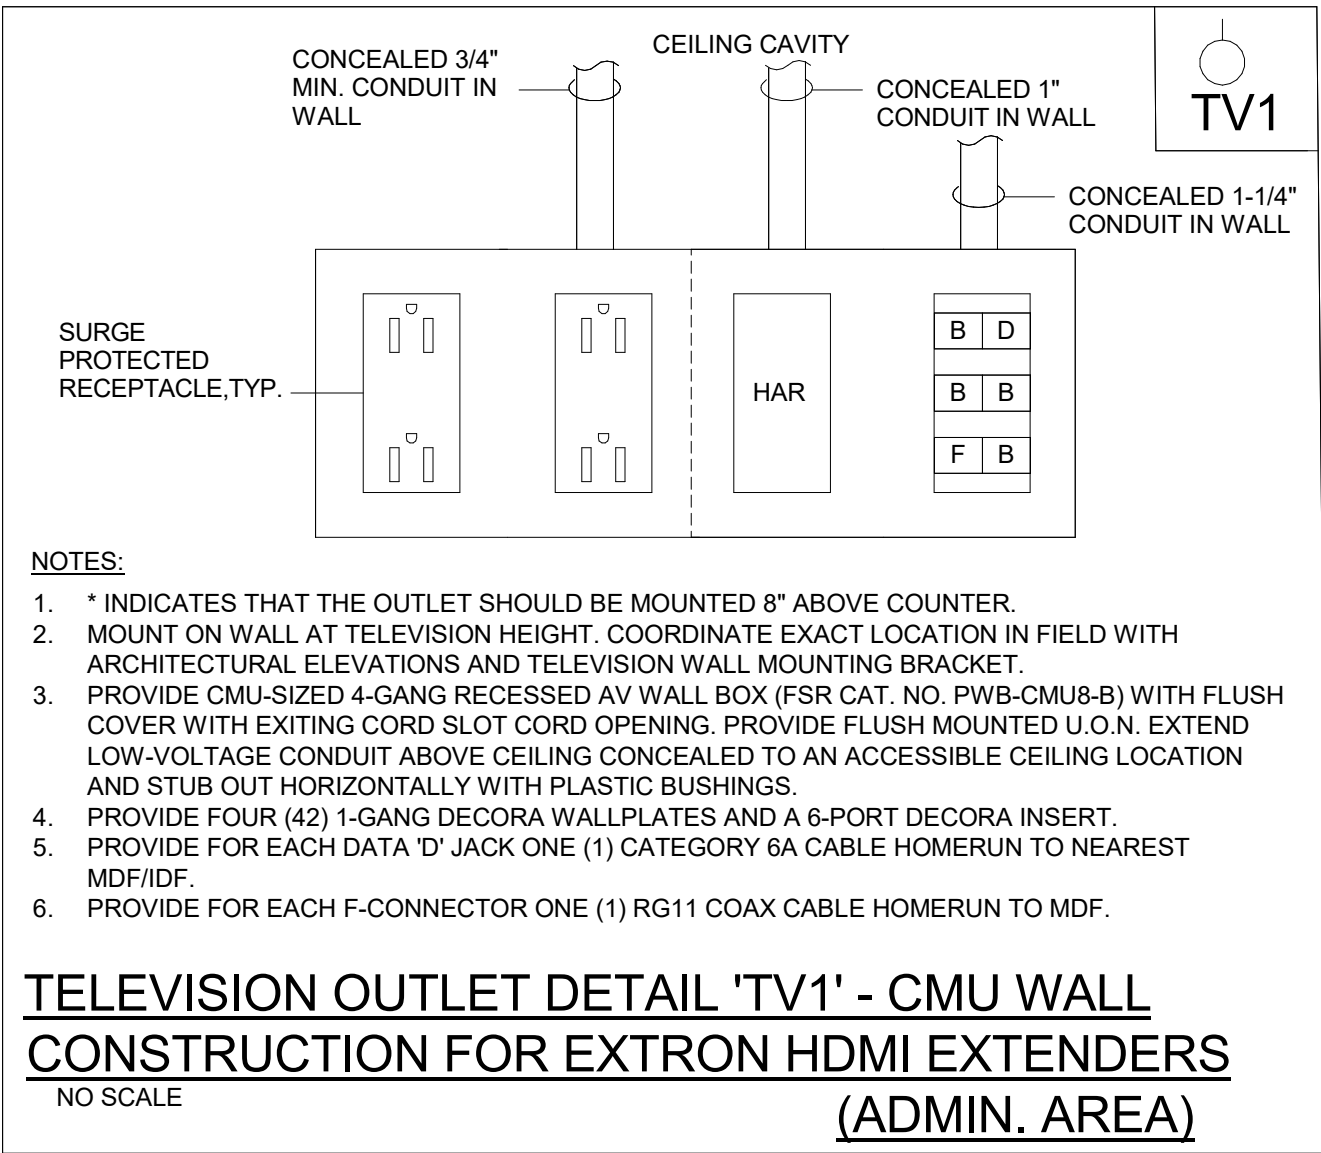 CONCEALED 3/4"
MIN. CONDUIT IN
WALL
CEILING CAVITY
CONCEALED 1"
CONDUIT IN WALL
TV1
CONCEALED 1-1/4"
CONDUIT IN WALL
SURGE
PROTECTED
RECEPTACLE,TYP.
HAR
B D
B B
F B
NOTES:
1. * INDICATES THAT THE OUTLET SHOULD BE MOUNTED 8" ABOVE COUNTER.
2. MOUNT ON WALL AT TELEVISION HEIGHT. COORDINATE EXACT LOCATION IN FIELD WITH
ARCHITECTURAL ELEVATIONS AND TELEVISION WALL MOUNTING BRACKET.
3. PROVIDE CMU-SIZED 4-GANG RECESSED AV WALL BOX (FSR CAT. NO. PWB-CMU8-B) WITH FLUSH
COVER WITH EXITING CORD SLOT CORD OPENING. PROVIDE FLUSH MOUNTED U.O.N. EXTEND
LOW-VOLTAGE CONDUIT ABOVE CEILING CONCEALED TO AN ACCESSIBLE CEILING LOCATION
AND STUB OUT HORIZONTALLY WITH PLASTIC BUSHINGS.
4. PROVIDE FOUR (42) 1-GANG DECORA WALLPLATES AND A 6-PORT DECORA INSERT.
5. PROVIDE FOR EACH DATA 'D' JACK ONE (1) CATEGORY 6A CABLE HOMERUN TO NEAREST
MDF/IDF.
6. PROVIDE FOR EACH F-CONNECTOR ONE (1) RG11 COAX CABLE HOMERUN TO MDF.
TELEVISION OUTLET DETAIL 'TV1' - CMU WALL
CONSTRUCTION FOR EXTRON HDMI EXTENDERS
NO SCALE
(ADMIN. AREA)